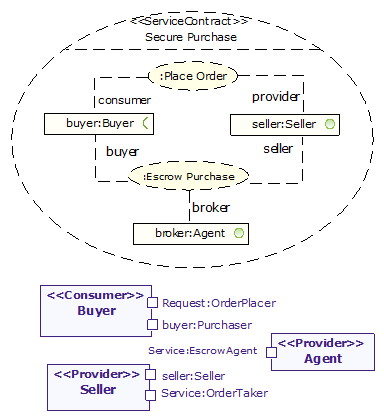 <<ServiceContract>>
Secure Purchase
:Place Order
consumer
provider
buyer:Buyer
seller:Seller
buyer
seller
:Escrow Purchase
broker
broker:Agent
<<Consumer>>
Buyer
Request:OrderPlacer
buyer:Purchaser
Service:EscrowAgent
<<Provider>>
Agent
<<Provider>>
Seller
seller:Seller
Service:OrderTaker